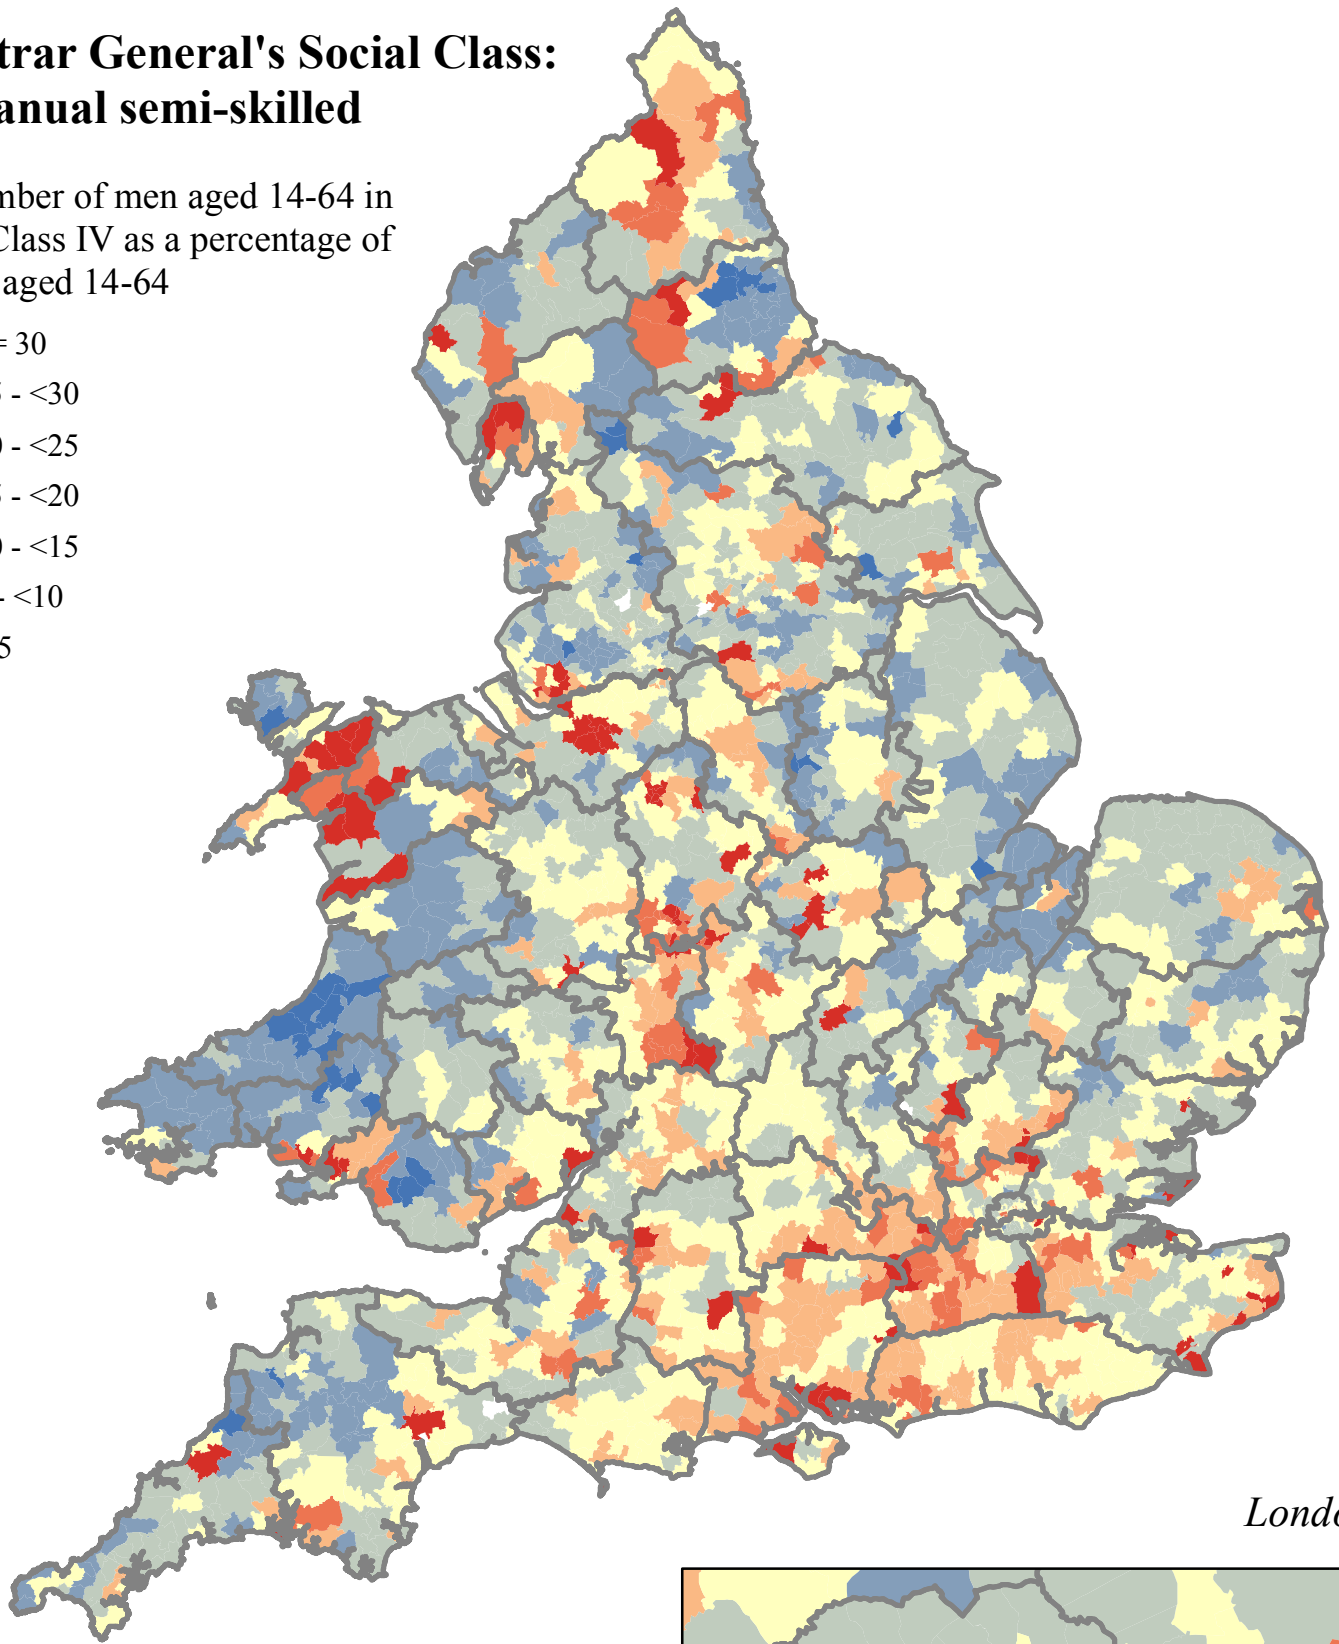 trar General's Social Class:
anual semi-skilled
mber of men aged 14-64 in
Class IV as a percentage of
aged 14-64
= 30
- <30
- <25
- <20
- <15
- <10
5
Londo